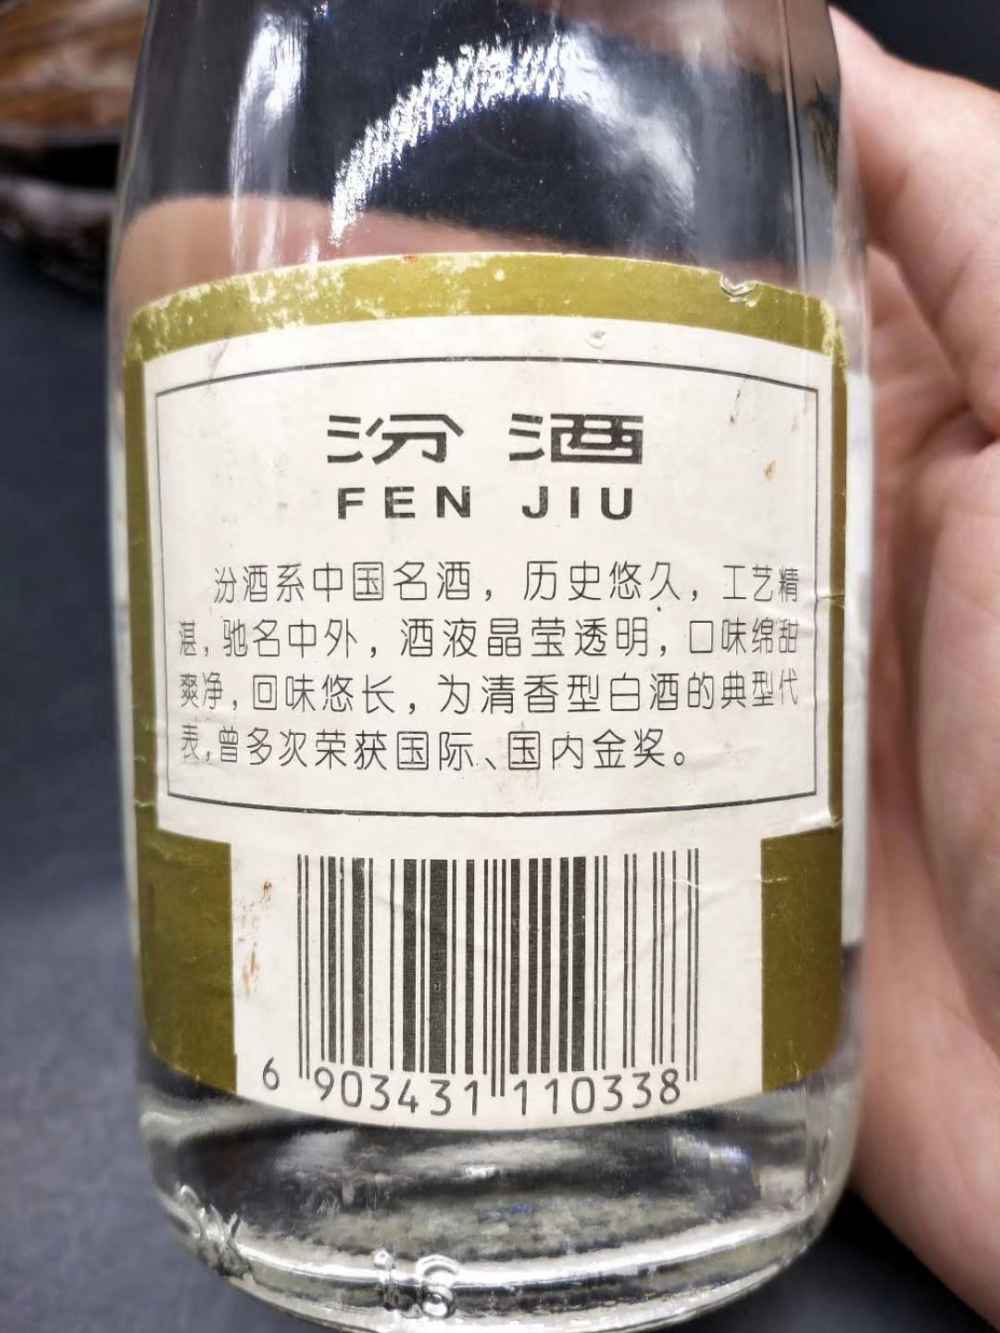 汾酒
FEN JIU
汾酒系中国名酒，历史悠久，工艺精
湛，驰名中外，酒液晶莹透明，口味绵甜
爽净，回味悠长，为清香型白酒的典型代
表，曾多次荣获国际、国内金奖。
6 903431 110338